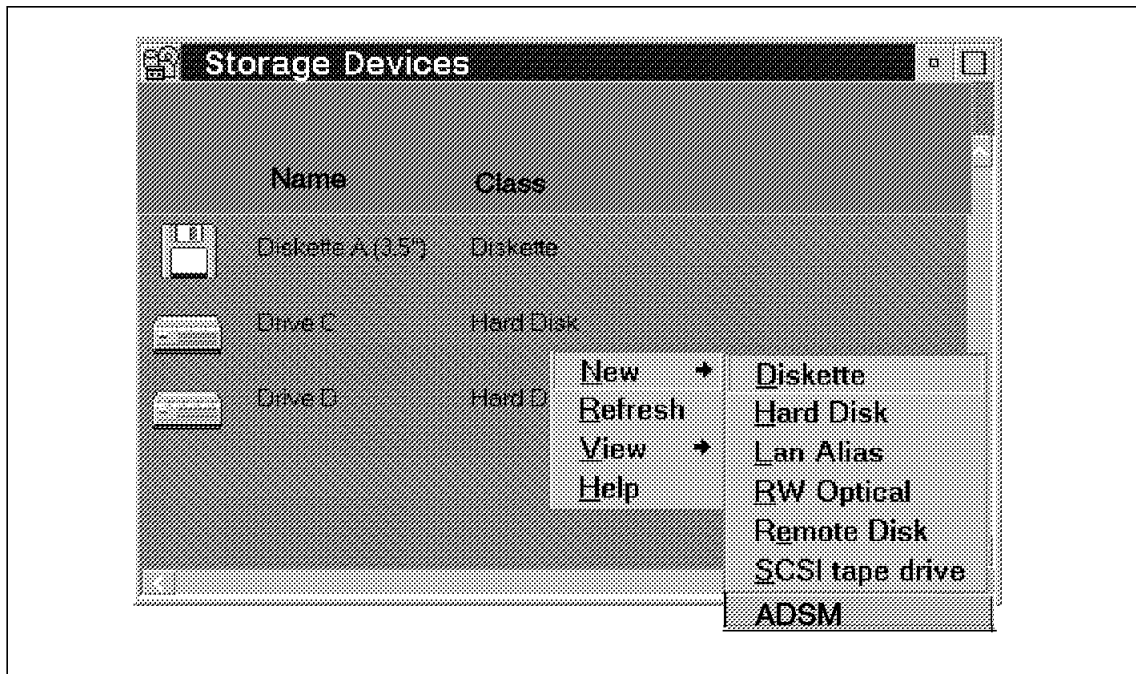 Storage Devices
Name Class
Diskette A (3.5") Diskette
Drive C Hard Disk
Drive D Hard D
New
Refresh
View
Help
Diskette
Hard Disk
Lan Alias
RW Optical
Remote Disk
SCSI tape drive
ADSM